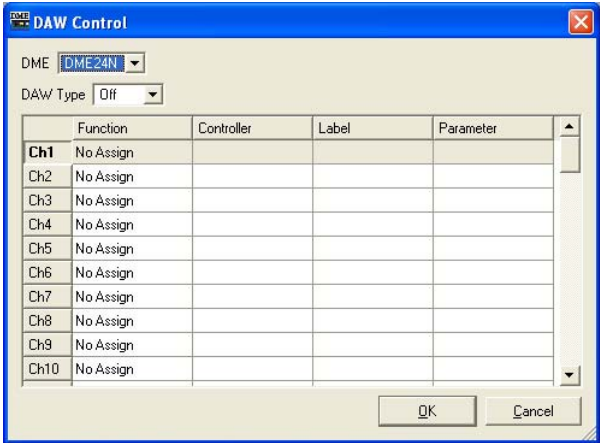 DME DAW Control
DME DME24N
DAW Type Off
Function Controller Label Parameter
Ch1 No Assign
Ch2 No Assign
Ch3 No Assign
Ch4 No Assign
Ch5 No Assign
Ch6 No Assign
Ch7 No Assign
Ch8 No Assign
Ch9 No Assign
Ch10 No Assign
OK Cancel